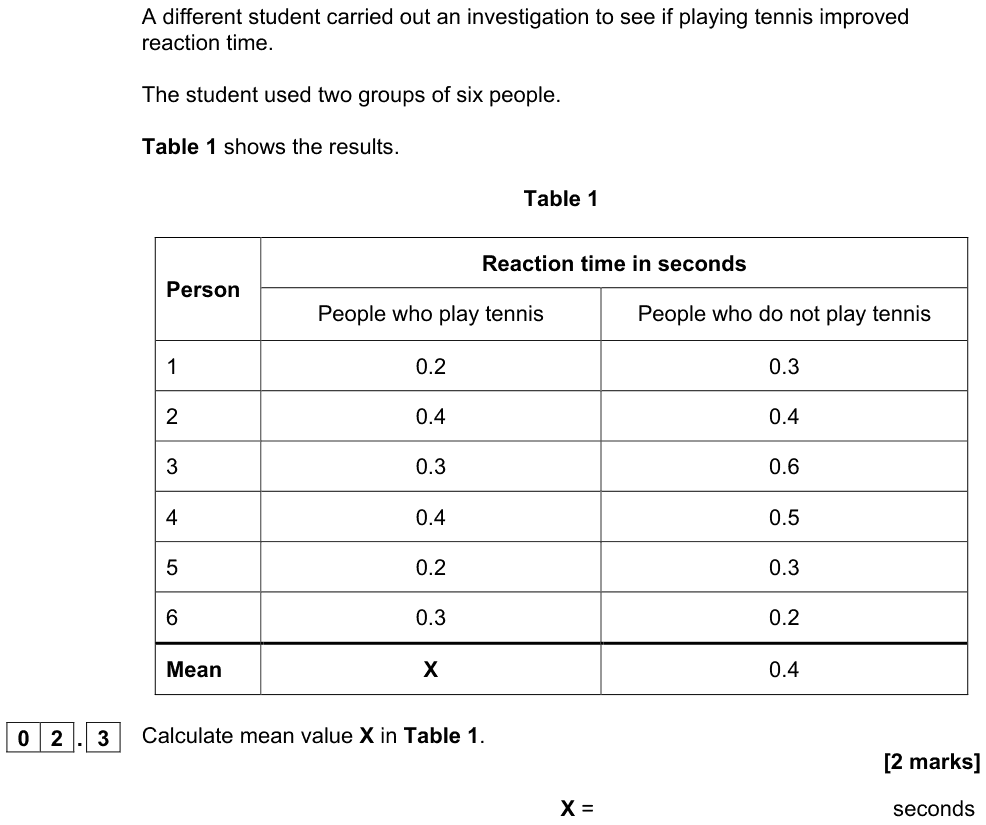 A different student carried out an investigation to see if playing tennis improved
reaction time.
The student used two groups of six people.
Table 1 shows the results.
Table 1
Person
Reaction time in seconds
People who play tennis
People who do not play tennis
1 0.2 0.3
2 0.4 0.4
3 0.3 0.6
4 0.4 0.5
5 0.2 0.3
6 0.3 0.2
Mean X 0.4
0 2 . 3 Calculate mean value X in Table 1.
[2 marks]
X = seconds